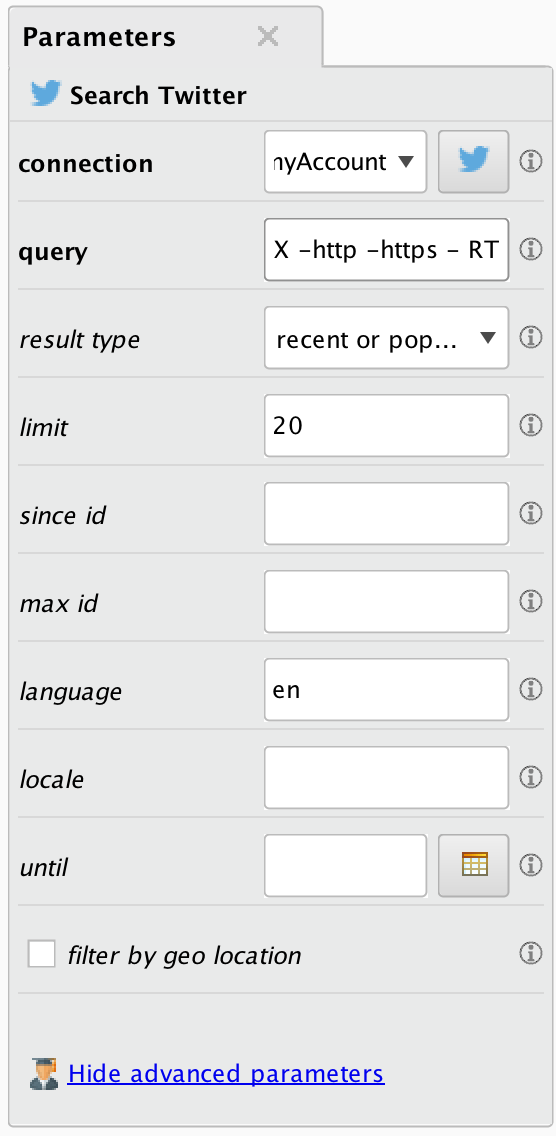 Parameters
Search Twitter
connection nyAccount
query X -http -https - RT
result type recent or pop...
limit 20
since id
max id
language en
locale
until
filter by geo location
Hide advanced parameters